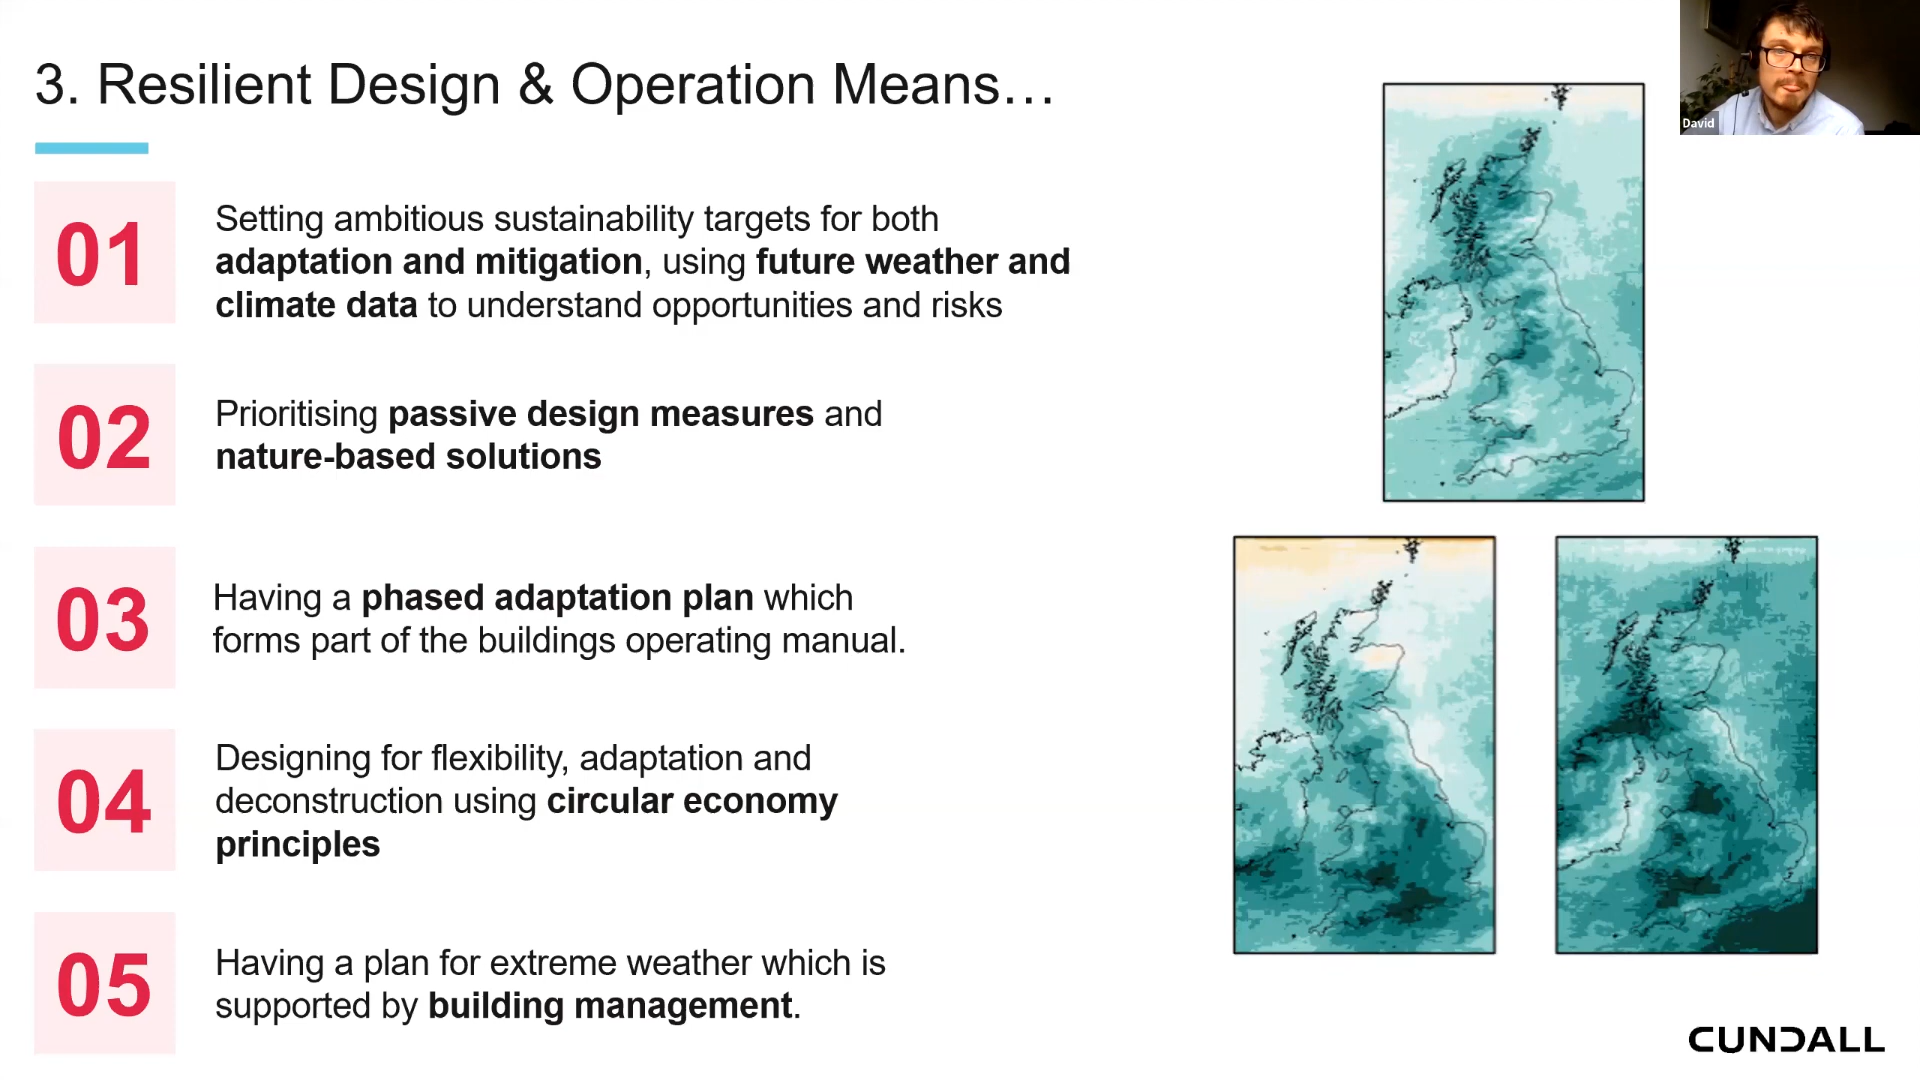 3. Resilient Design & Operation Means…
David
01
Setting ambitious sustainability targets for both
adaptation and mitigation, using future weather and
climate data to understand opportunities and risks
02
Prioritising passive design measures and
nature-based solutions
03
Having a phased adaptation plan which
forms part of the buildings operating manual.
04
Designing for flexibility, adaptation and
deconstruction using circular economy
principles
05
Having a plan for extreme weather which is
supported by building management.
CUNDALL